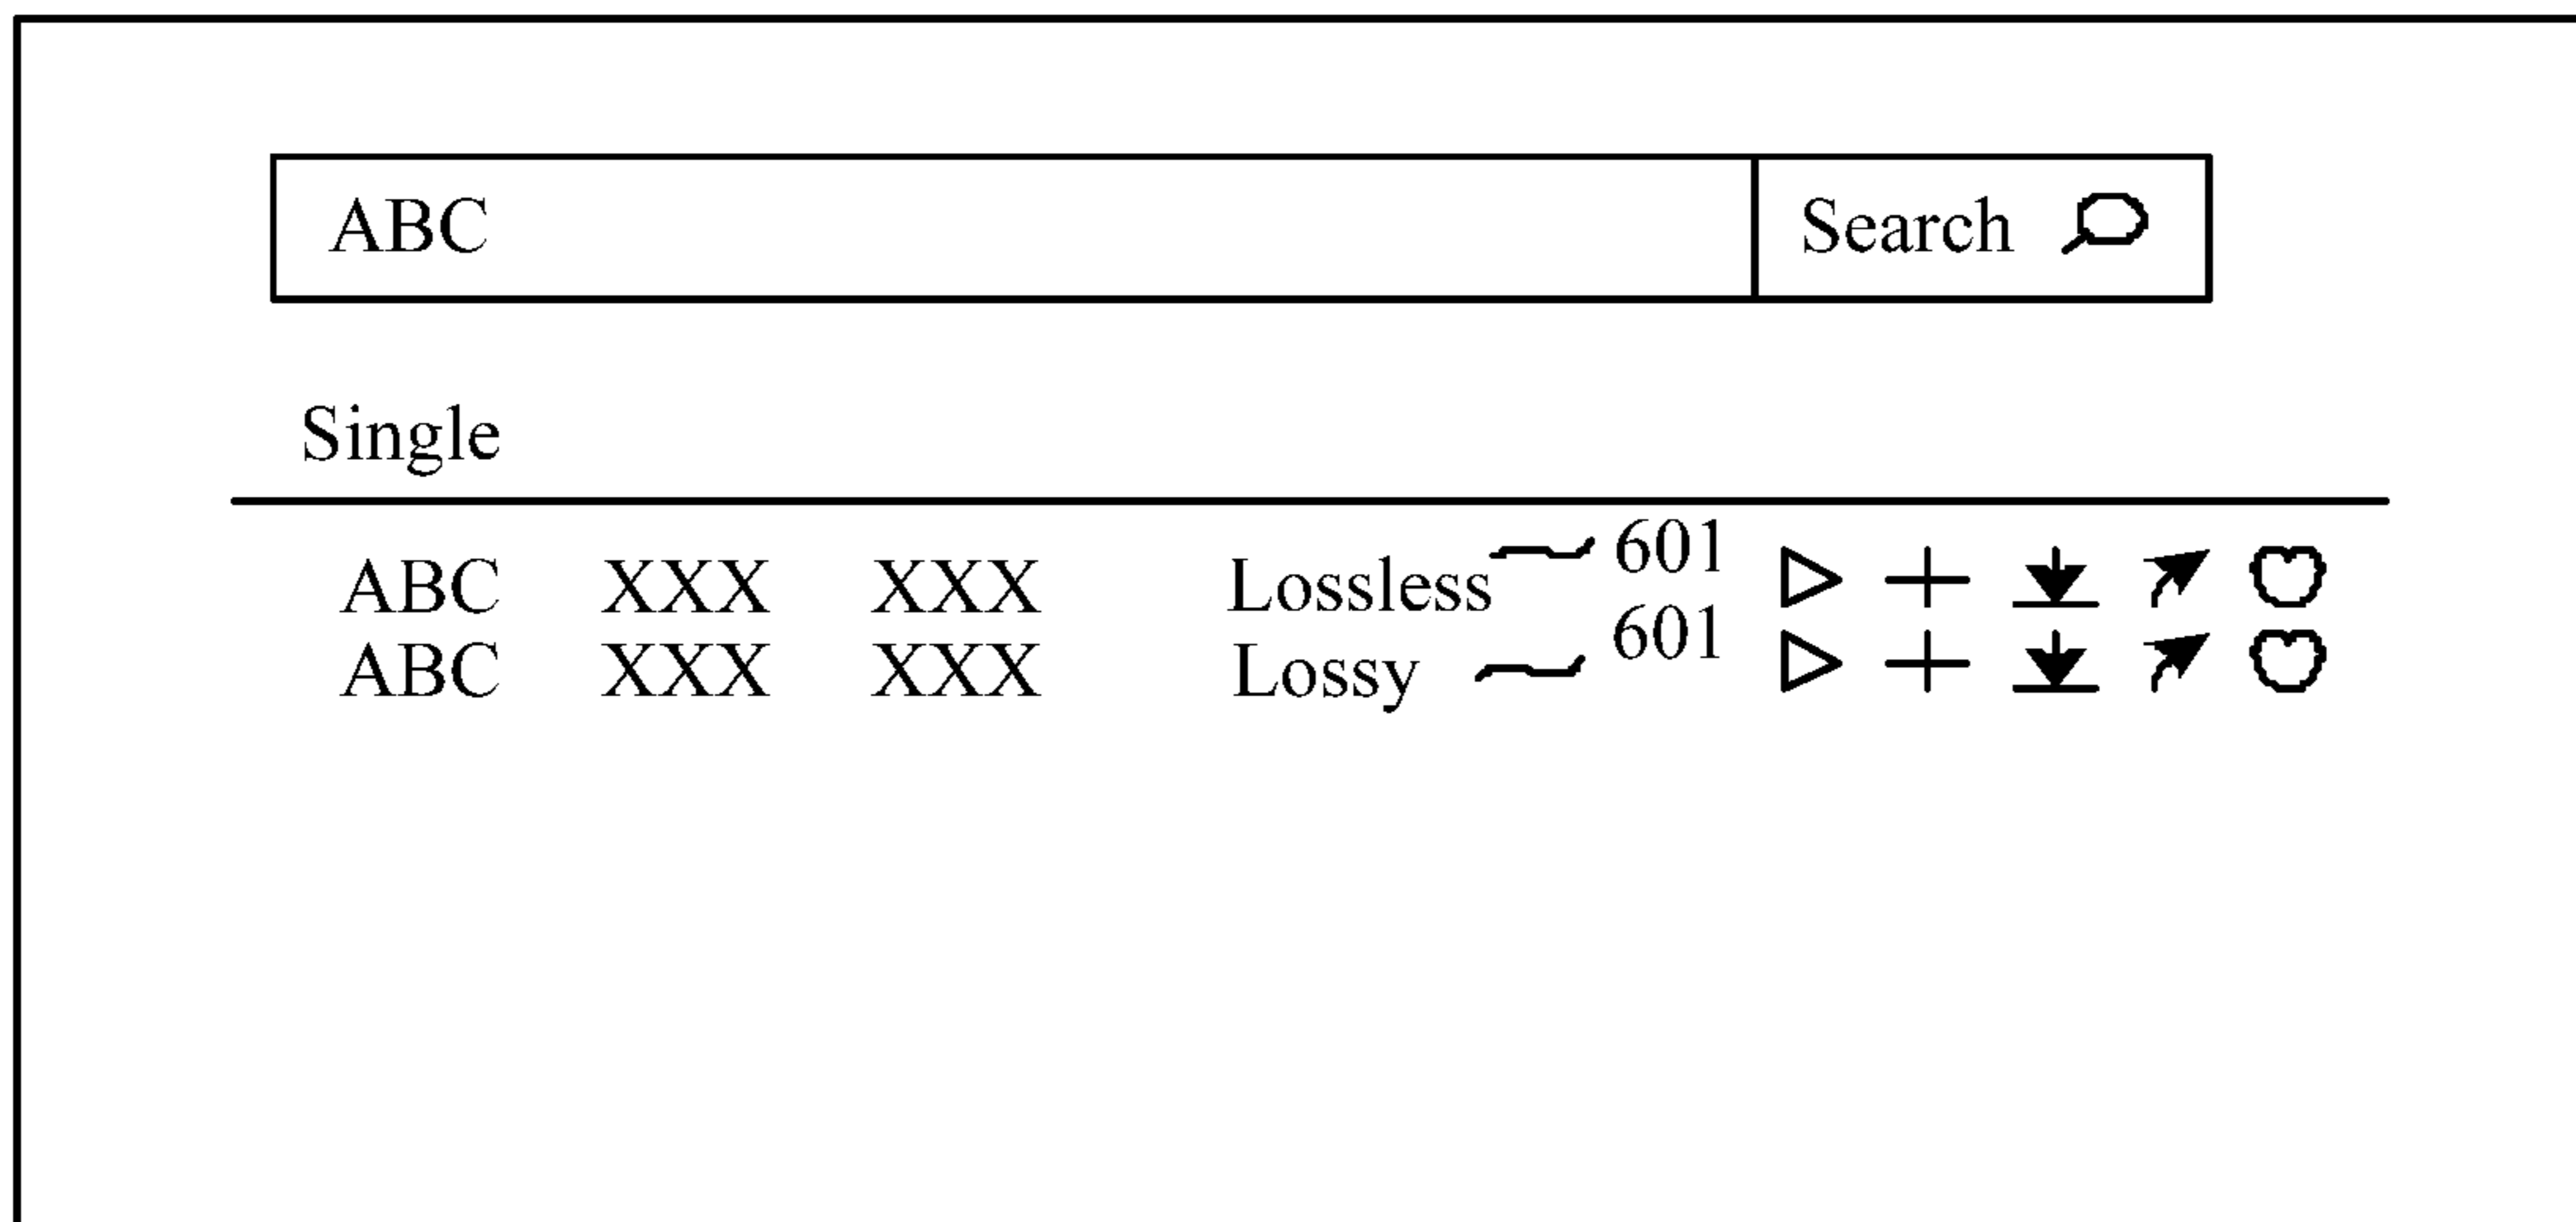 ABC Search
Single
ABC XXX XXX Lossless 601
ABC XXX XXX Lossy 601